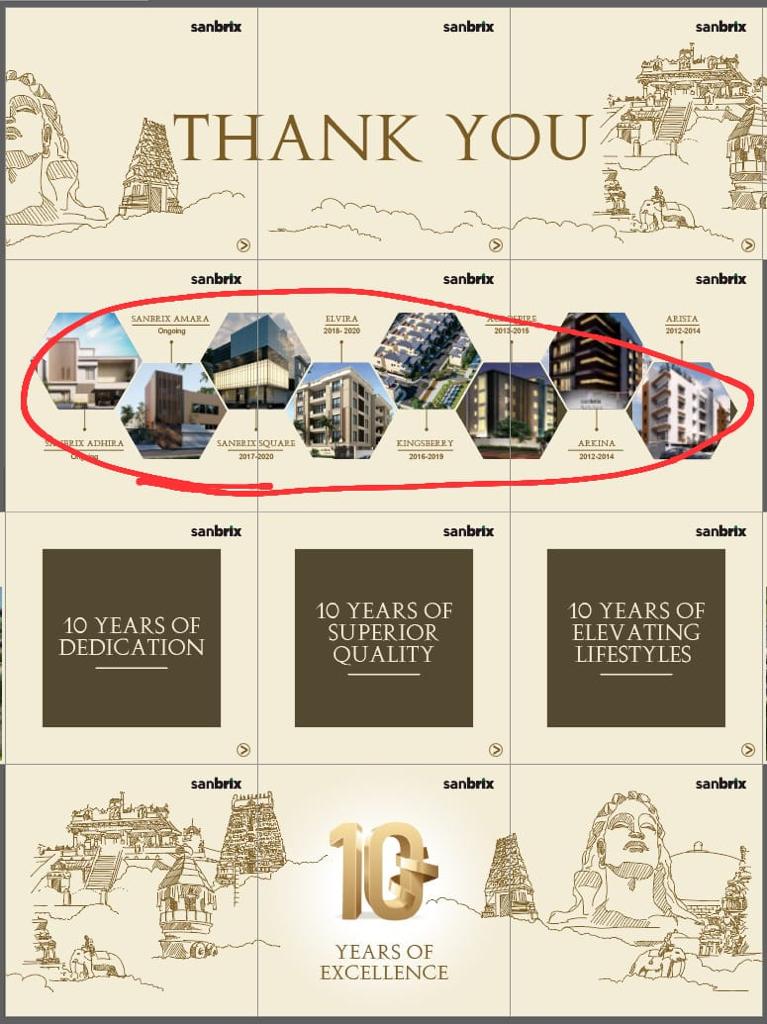 sanbrix
sanbrix
sanbrix
THANK YOU
sanbrix
sanbrix
sanbrix
SANBRIX AMARA
Ongoing
ELVIRA
2018-2020
2013-2015
ARISTA
2012-2014
SANBRIX ADHIRA
Ongoing
SANBRIX SQUARE
2017-2020
KINGSBERRY
2016-2019
ARKINA
2012-2014
sanbrix
sanbrix
sanbrix
10 YEARS OF
DEDICATION
10 YEARS OF
SUPERIOR
QUALITY
10 YEARS OF
ELEVATING
LIFESTYLES
sanbrix
sanbrix
sanbrix
10+
YEARS OF
EXCELLENCE